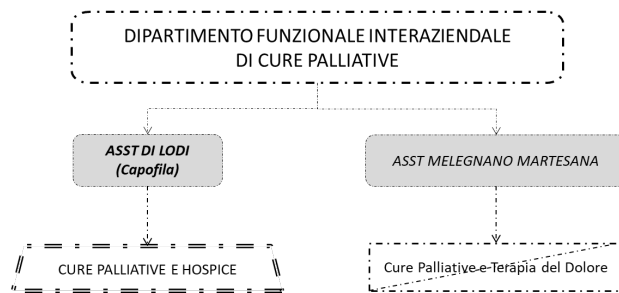 DIPARTIMENTO FUNZIONALE INTERAZIENDALE
DI CURE PALLIATIVE
ASST DI LODI
(Capofila)
ASST MELEGNANO MARTESANA
CURE PALLIATIVE E HOSPICE
Cure Palliative e Terapia del Dolore